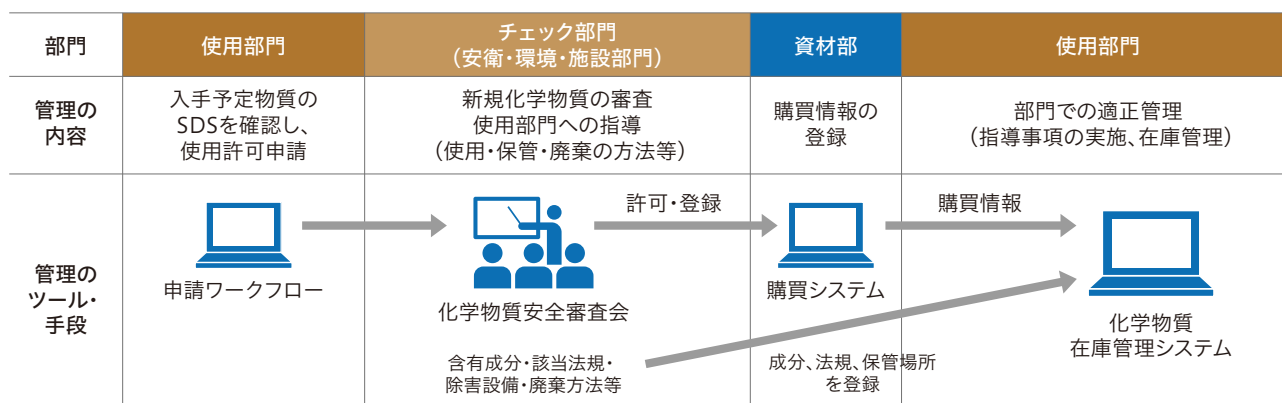 部門
使用部門
チェック部門
（安衛・環境・施設部門）
資材部
使用部門
管理の
内容
入手予定物質の
SDSを確認し、
使用許可申請
新規化学物質の審査
使用部門への指導
（使用・保管・廃棄の方法等）
購買情報の
登録
部門での適正管理
（指導事項の実施、在庫管理）
管理の
ツール・
手段
申請ワークフロー
化学物質安全審査会
許可・登録
購買システム
購買情報
化学物質
在庫管理システム
含有成分・該当法規・
除害設備・廃棄方法等
成分、法規、保管場所
を登録